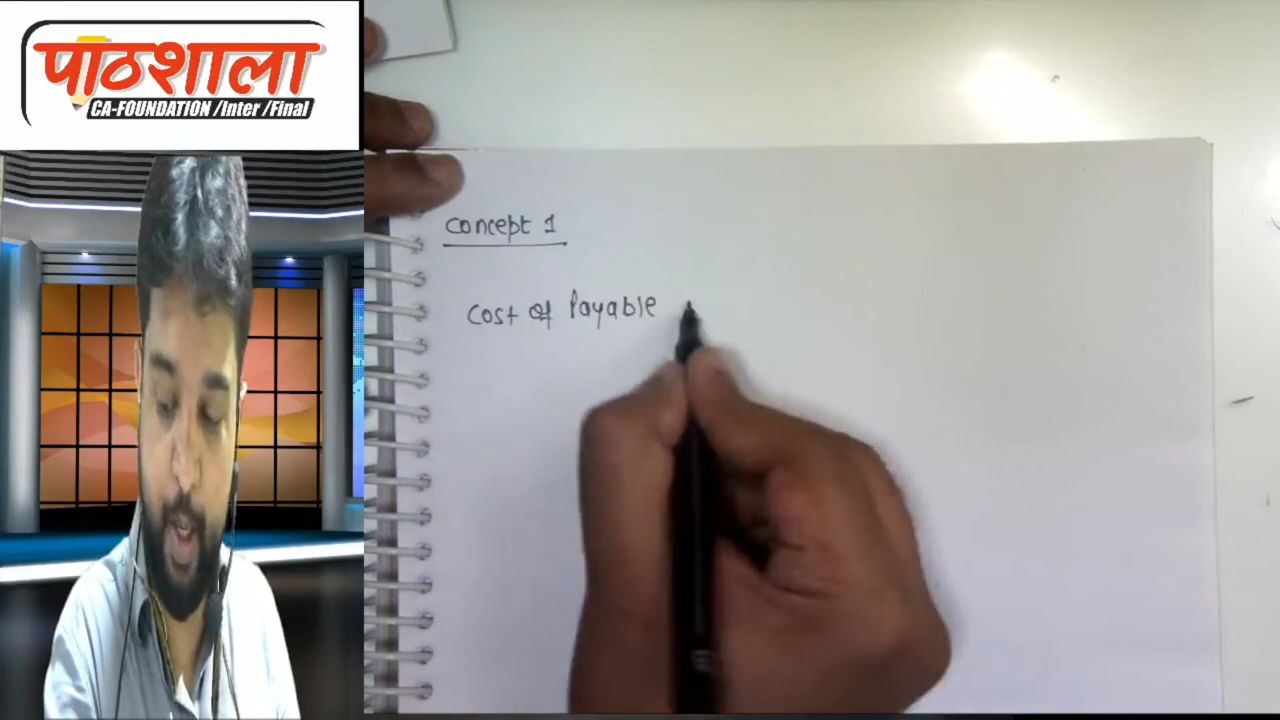 पाठशाला
CA-FOUNDATION /Inter /Final
Concept 1
Cost of Payable